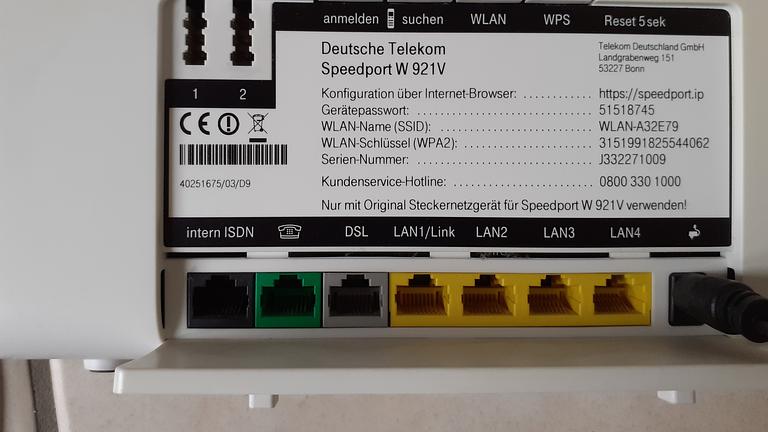 anmelden suchen WLAN WPS Reset 5sek
Deutsche Telekom
Speedport W 921V
Telekom Deutschland GmbH
Landgrabenweg 151
53227 Bonn
1 2
Konfiguration über Internet-Browser: .............. https://speedport.ip
Gerätepasswort: .............. 51518745
WLAN-Name (SSID): .............. WLAN-A32E79
WLAN-Schlüssel (WPA2): .............. 3151991825544062
Serien-Nummer: .............. J332271009
Kundenservice-Hotline: .............. 0800 330 1000
CE
40251675/03/D9
Nur mit Original Steckernetzgerät für Speedport W 921V verwenden!
intern ISDN DSL LAN1/Link LAN2 LAN3 LAN4